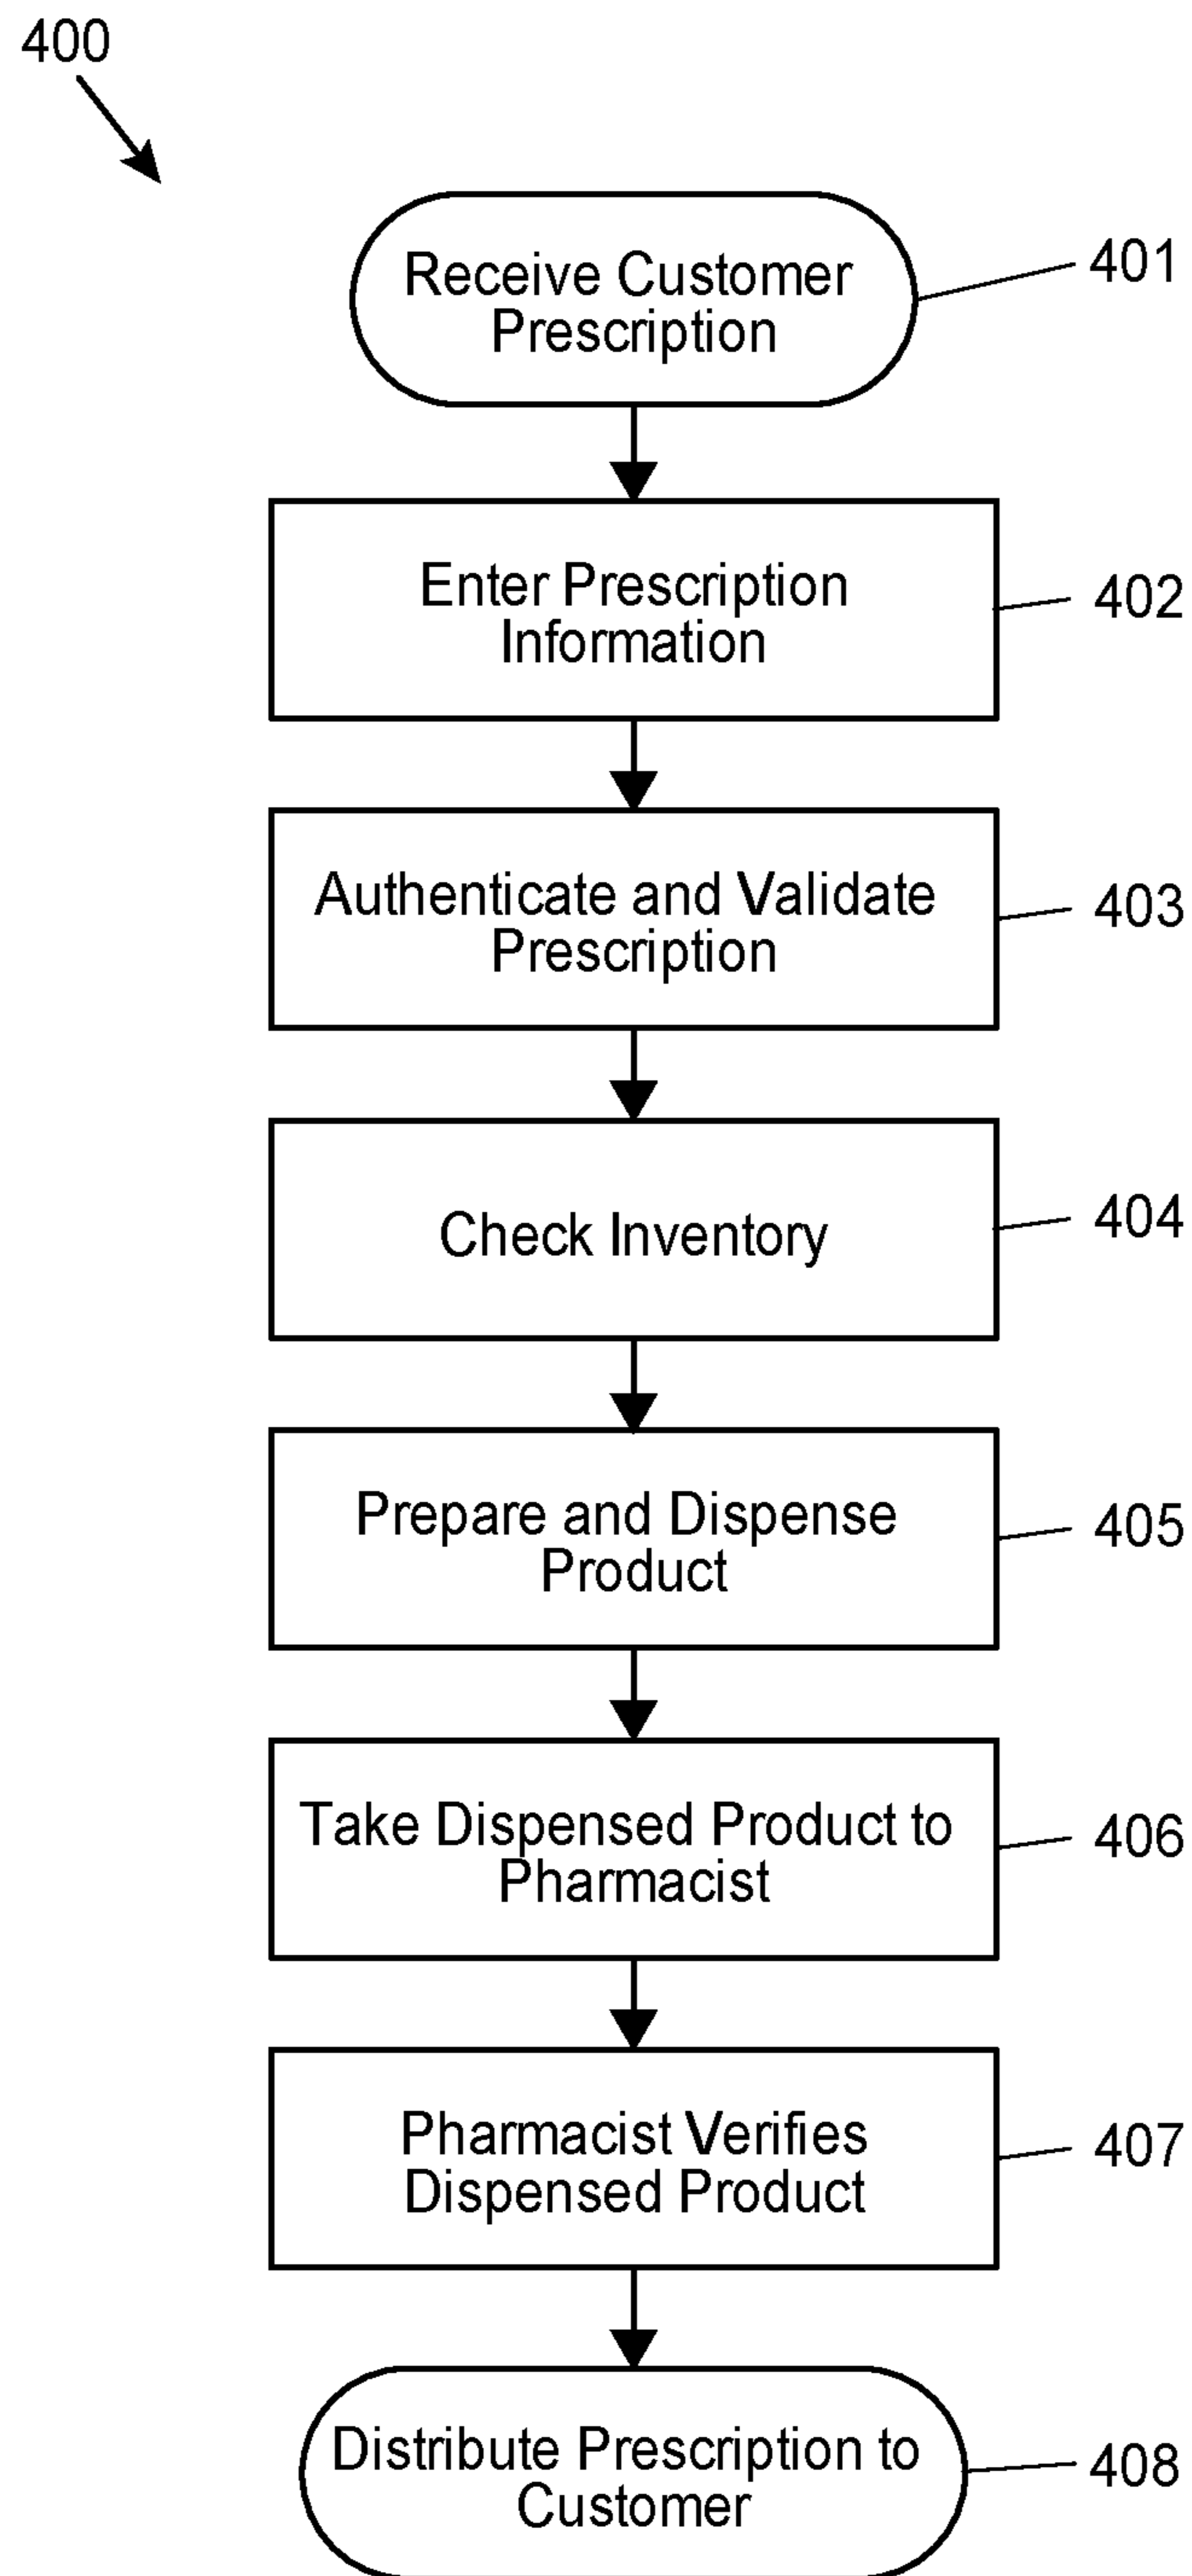 400
Receive Customer
Prescription
401
Enter Prescription
Information
402
Authenticate and Validate
Prescription
403
Check Inventory
404
Prepare and Dispense
Product
405
Take Dispensed Product to
Pharmacist
406
Pharmacist Verifies
Dispensed Product
407
Distribute Prescription to
Customer
408